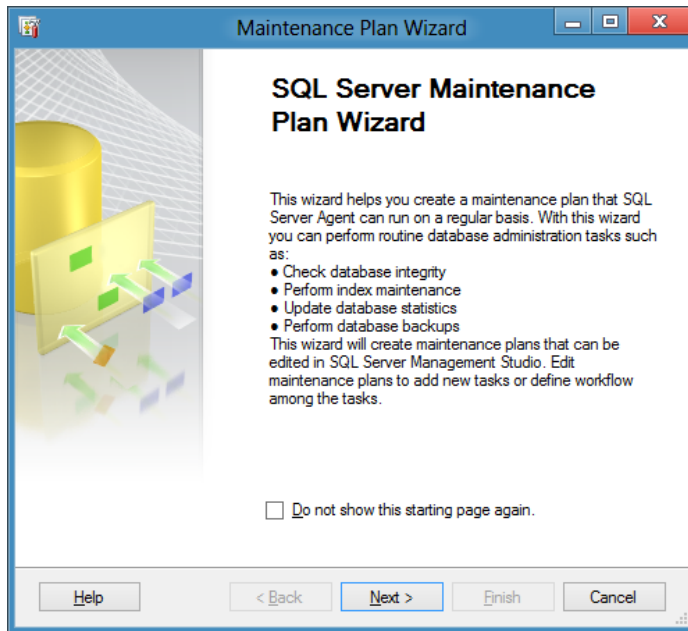 Maintenance Plan Wizard
SQL Server Maintenance
Plan Wizard
This wizard helps you create a maintenance plan that SQL
Server Agent can run on a regular basis. With this wizard
you can perform routine database administration tasks such
as:
● Check database integrity
● Perform index maintenance
● Update database statistics
● Perform database backups
This wizard will create maintenance plans that can be
edited in SQL Server Management Studio. Edit
maintenance plans to add new tasks or define workflow
among the tasks.
Do not show this starting page again.
Help < Back Next > Finish Cancel